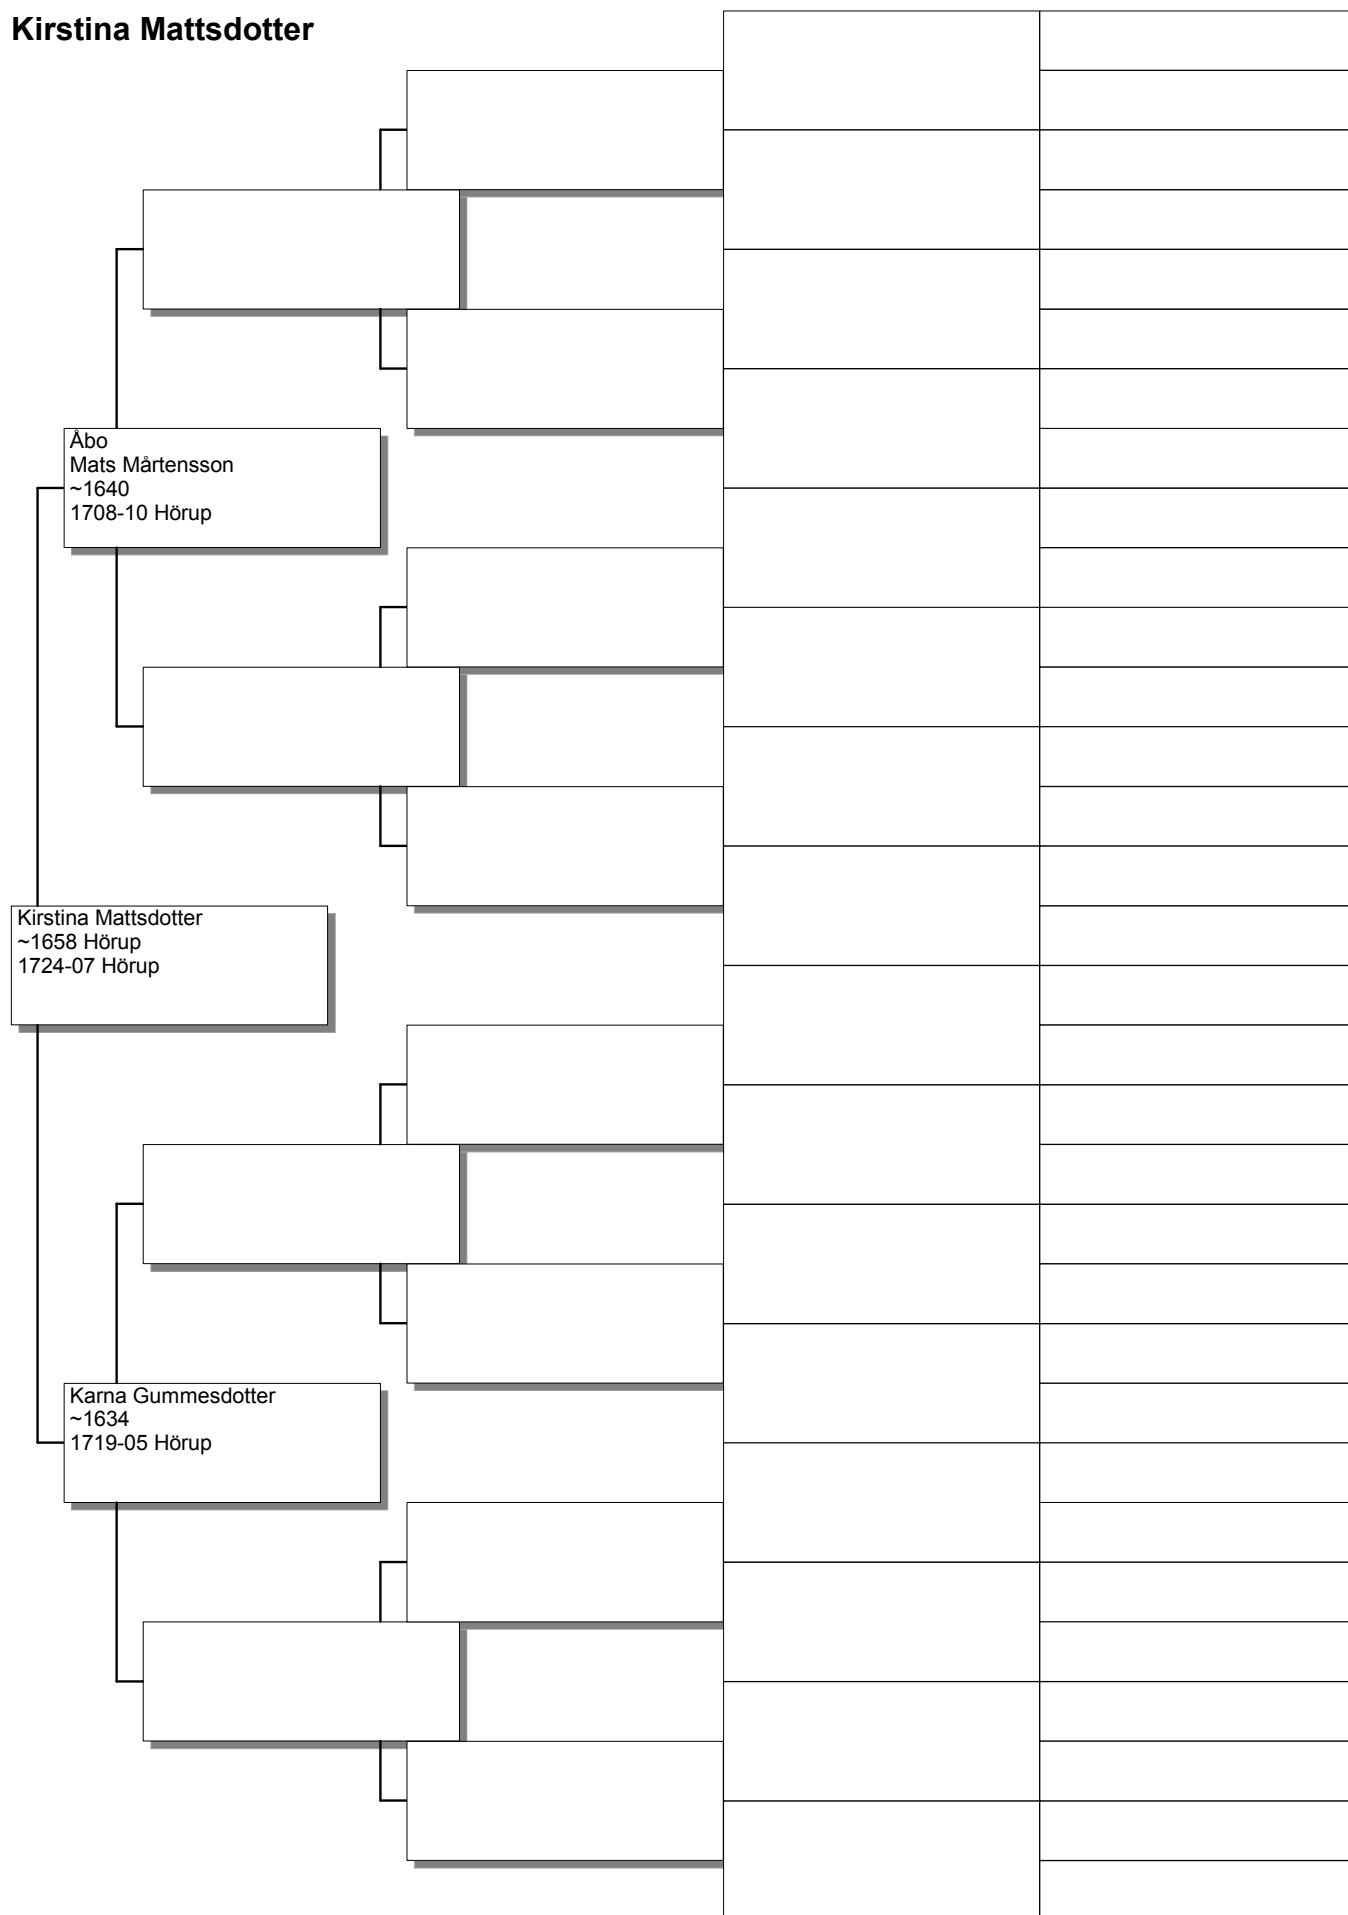 Kirstina Mattsdotter
Åbo
Mats Mårtensson
~1640
1708-10 Hörup
Kirstina Mattsdotter
~1658 Hörup
1724-07 Hörup
Karna Gummesdotter
~1634
1719-05 Hörup